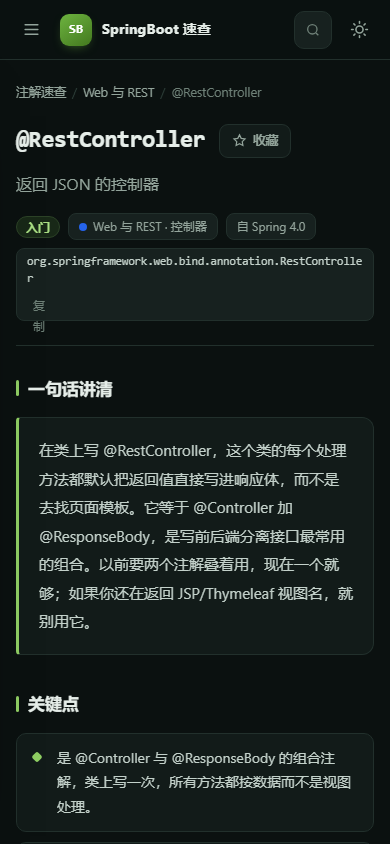 SB SpringBoot 速查
注解速查 / Web 与 REST / @RestController
@RestController 收藏
返回 JSON 的控制器
入门 Web 与 REST · 控制器 自 Spring 4.0
org.springframework.web.bind.annotation.RestControlle
r
复
制
一句话讲清
在类上写 @RestController，这个类的每个处理
方法都默认把返回值直接写进响应体，而不是
去找页面模板。它等于 @Controller 加
@ResponseBody，是写前后端分离接口最常用
的组合。以前要两个注解叠着用，现在一个就
够；如果你还在返回 JSP/Thymeleaf 视图名，就
别用它。
关键点
是 @Controller 与 @ResponseBody 的组合注
解，类上写一次，所有方法都按数据而不是视图
处理。